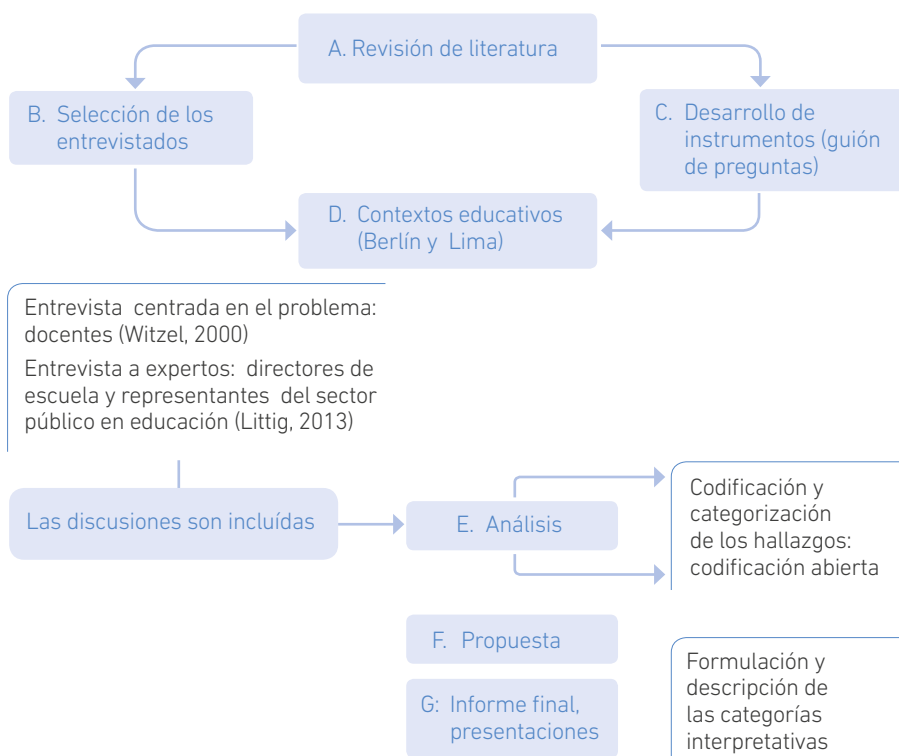 A. Revisión de literatura
B. Selección de los
entrevistados
C. Desarrollo de
instrumentos (guión
de preguntas)
D. Contextos educativos
(Berlín y Lima)
Entrevista centrada en el problema:
docentes (Witzel, 2000)
Entrevista a expertos: directores de
escuela y representantes del sector
público en educación (Littig, 2013)
Las discusiones son incluídas
E. Análisis
Codificación y
categorización
de los hallazgos:
codificación abierta
F. Propuesta
G: Informe final,
presentaciones
Formulación y
descripción de
las categorías
interpretativas